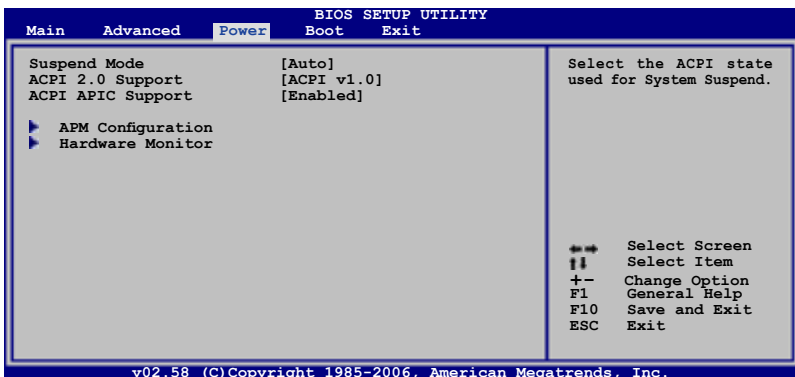 BIOS SETUP UTILITY
Main Advanced Power Boot Exit
Suspend Mode [Auto]
ACPI 2.0 Support [ACPI v1.0]
ACPI APIC Support [Enabled]
APM Configuration
Hardware Monitor
Select the ACPI state
used for System Suspend.
Select Screen
Select Item
+- Change Option
F1 General Help
F10 Save and Exit
ESC Exit
v02.58 (C)Copyright 1985-2006, American Megatrends, Inc.